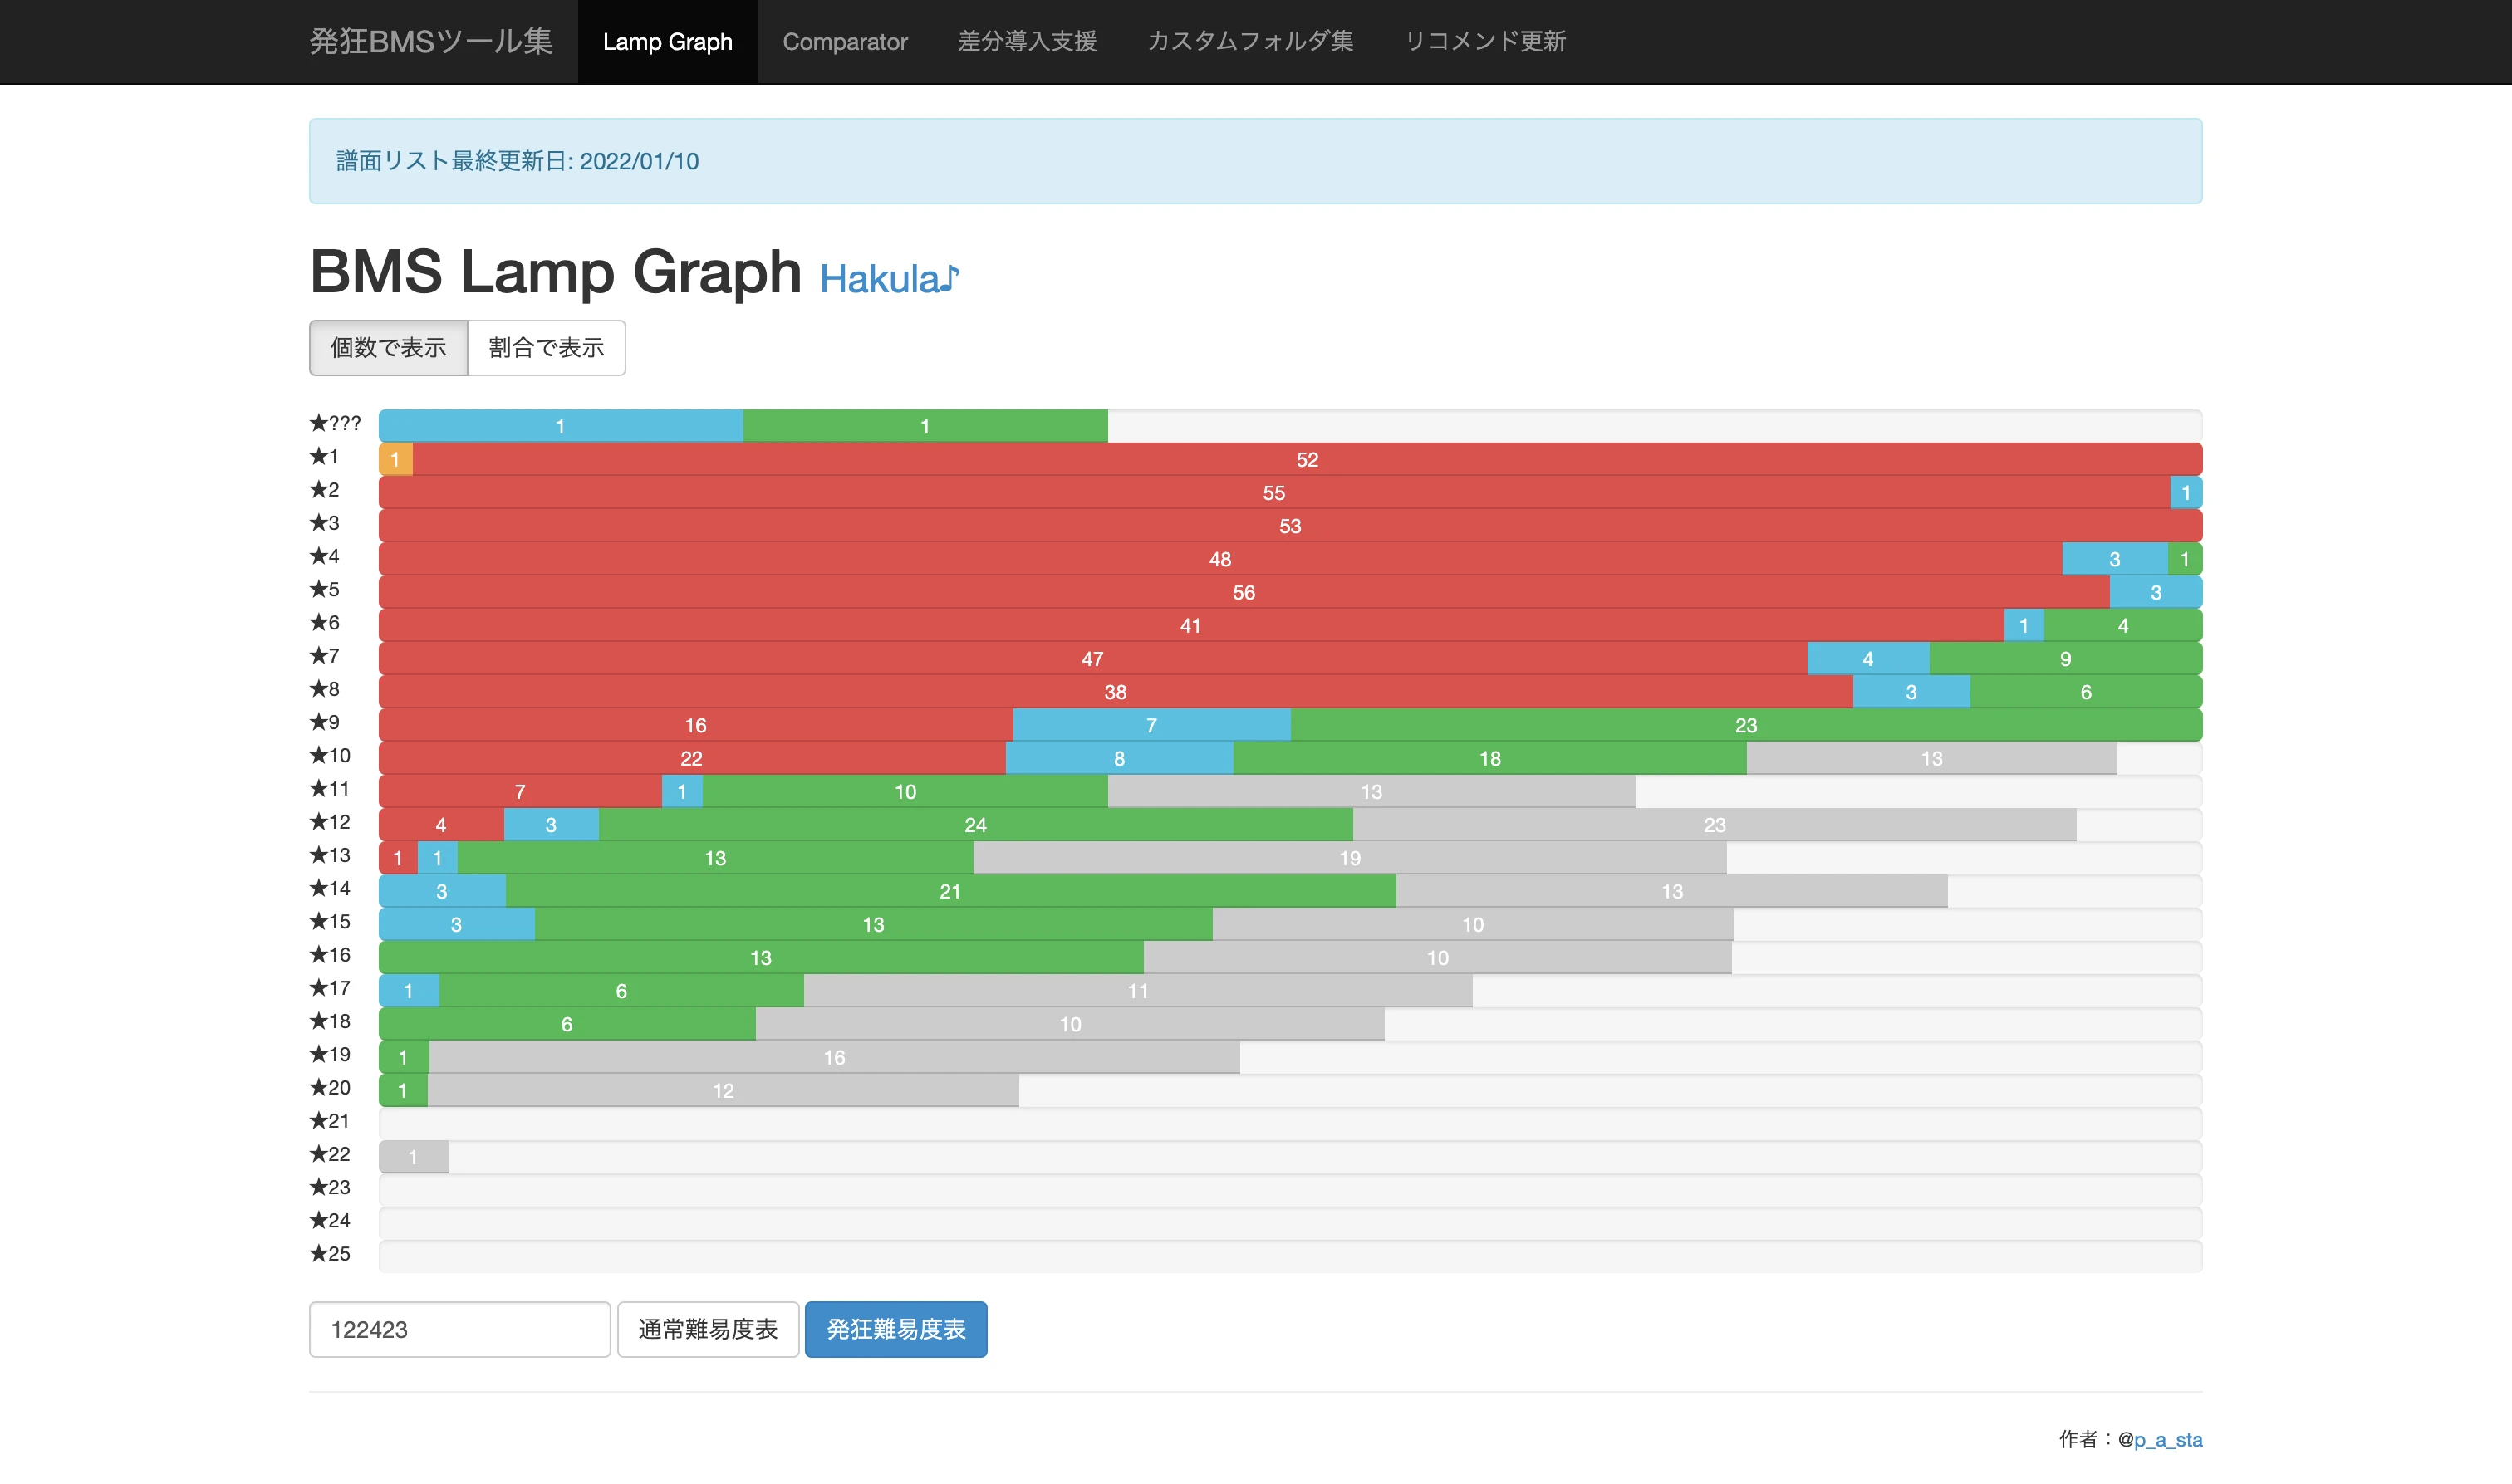 発狂BMSツール集 Lamp Graph Comparator 差分導入支援 カスタムフォルダ集 リコメンド更新
譜面リスト最終更新日: 2022/01/10
BMS Lamp Graph Hakula♪
個数で表示 割合で表示
★??? 1 1
★1 1 52
★2 55 1
★3 53
★4 48 3 1
★5 56 3
★6 41 1 4
★7 47 4 9
★8 38 3 6
★9 16 7 23
★10 22 8 18 13
★11 7 1 10 13
★12 4 3 24 23
★13 1 1 13 19
★14 3 21 13
★15 3 13 10
★16 13 10
★17 1 6 11
★18 6 10
★19 1 16
★20 1 12
★21
★22 1
★23
★24
★25
122423 通常難易度表 発狂難易度表
作者：@p_a_sta